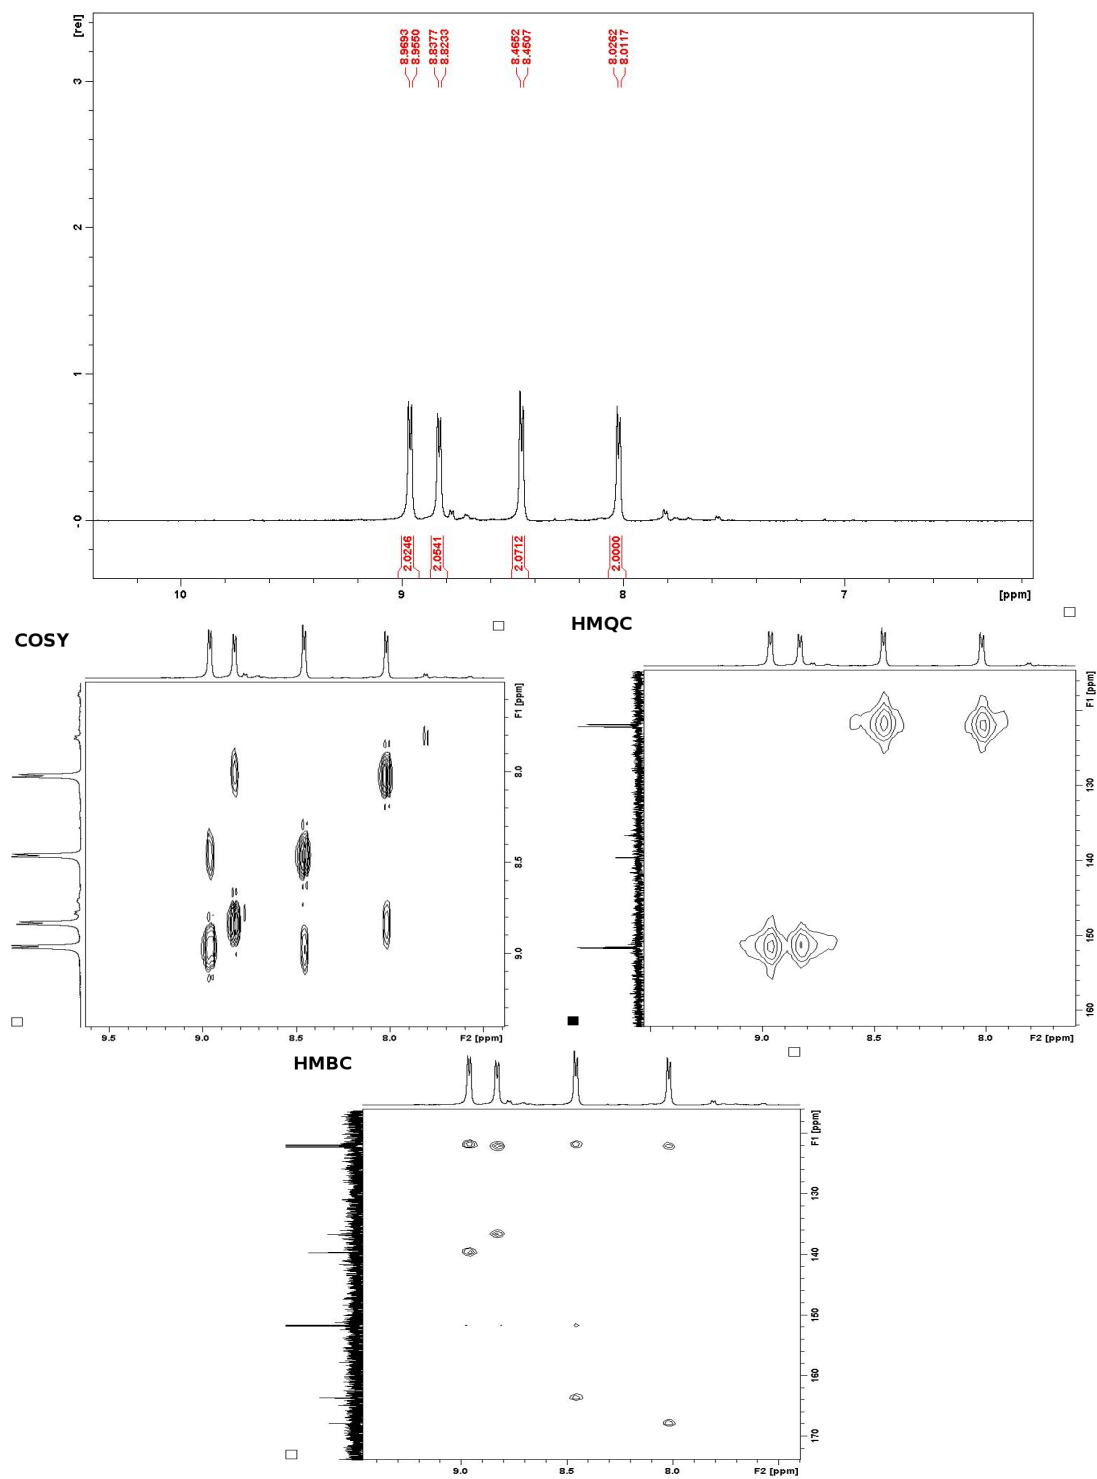 [rel]
8.9693
8.9550
8.8377
8.8233
8.4652
8.4507
8.0262
8.0117
3
2
1
0
2.0246
2.0541
2.0712
2.0000
10 9 8 7 [ppm]
COSY
F1 [ppm]
8.0
8.5
9.0
9.5 9.0 8.5 8.0 F2 [ppm]
HMQC
F1 [ppm]
130
140
150
160
9.0 8.5 8.0 F2 [ppm]
HMBC
F1 [ppm]
130
140
150
160
170
9.0 8.5 8.0 F2 [ppm]